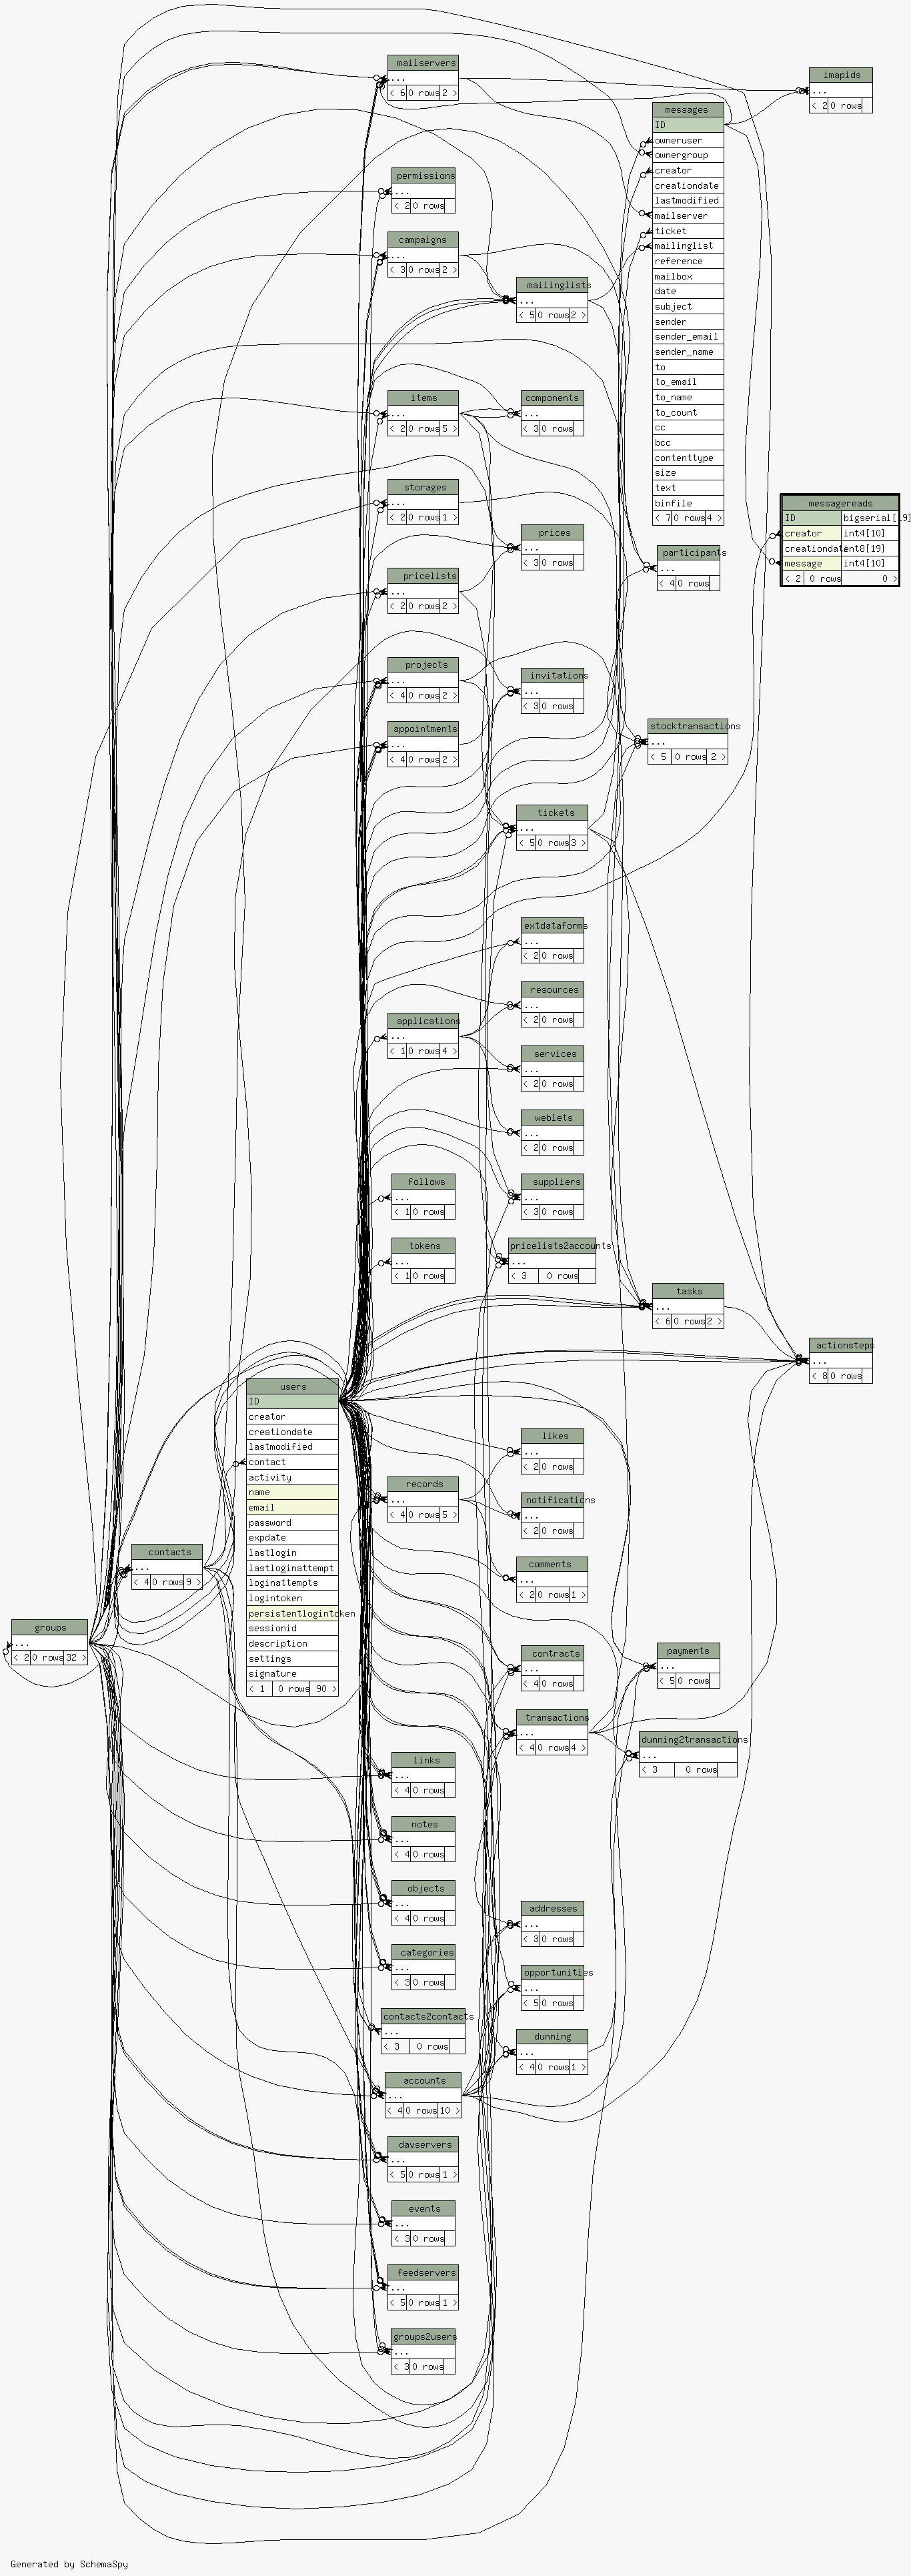 mailservers
...
< 6 0 rows 2 >
imapids
...
< 2 0 rows
messages
ID
owneruser
ownergroup
creator
creationdate
lastmodified
mailserver
ticket
mailinglist
reference
mailbox
date
subject
sender
sender_email
sender_name
to
to_email
to_name
to_count
cc
bcc
contenttype
size
text
binfile
< 7 0 rows 4 >
permissions
...
< 2 0 rows
campaigns
...
< 3 0 rows 2 >
mailinglists
...
< 5 0 rows 2 >
items
...
< 2 0 rows 5 >
components
...
< 3 0 rows
storages
...
< 2 0 rows 1 >
messagereads
ID bigserial[19]
creator int4[10]
creationdate int8[19]
message int4[10]
< 2 0 rows 0 >
prices
...
< 3 0 rows
participants
...
< 4 0 rows
pricelists
...
< 2 0 rows 2 >
projects
...
< 4 0 rows 2 >
invitations
...
< 3 0 rows
appointments
...
< 4 0 rows 2 >
stocktransactions
...
< 5 0 rows 2 >
tickets
...
< 5 0 rows 3 >
extdataforms
...
< 2 0 rows
resources
...
< 2 0 rows
applications
...
< 1 0 rows 4 >
services
...
< 2 0 rows
weblets
...
< 2 0 rows
follows
...
< 1 0 rows
suppliers
...
< 3 0 rows
tokens
...
< 1 0 rows
pricelists2accounts
...
< 3 0 rows
tasks
...
< 6 0 rows 2 >
actionsteps
...
< 8 0 rows
users
ID
creator
creationdate
lastmodified
contact
activity
name
email
password
expdate
lastlogin
lastloginattempt
loginattempts
logintoken
persistentlogintoken
sessionid
description
settings
signature
< 1 0 rows 90 >
likes
...
< 2 0 rows
records
...
< 4 0 rows 5 >
notifications
...
< 2 0 rows
contacts
...
< 4 0 rows 9 >
comments
...
< 2 0 rows 1 >
groups
...
< 2 0 rows 32 >
contracts
...
< 4 0 rows
payments
...
< 5 0 rows
transactions
...
< 4 0 rows 4 >
dunning2transactions
...
< 3 0 rows
links
...
< 4 0 rows
notes
...
< 4 0 rows
objects
...
< 4 0 rows
addresses
...
< 3 0 rows
categories
...
< 3 0 rows
opportunities
...
< 5 0 rows
contacts2contacts
...
< 3 0 rows
dunning
...
< 4 0 rows 1 >
accounts
...
< 4 0 rows 10 >
davservers
...
< 5 0 rows 1 >
events
...
< 3 0 rows
feedservers
...
< 5 0 rows 1 >
groups2users
...
< 3 0 rows
Generated by SchemaSpy